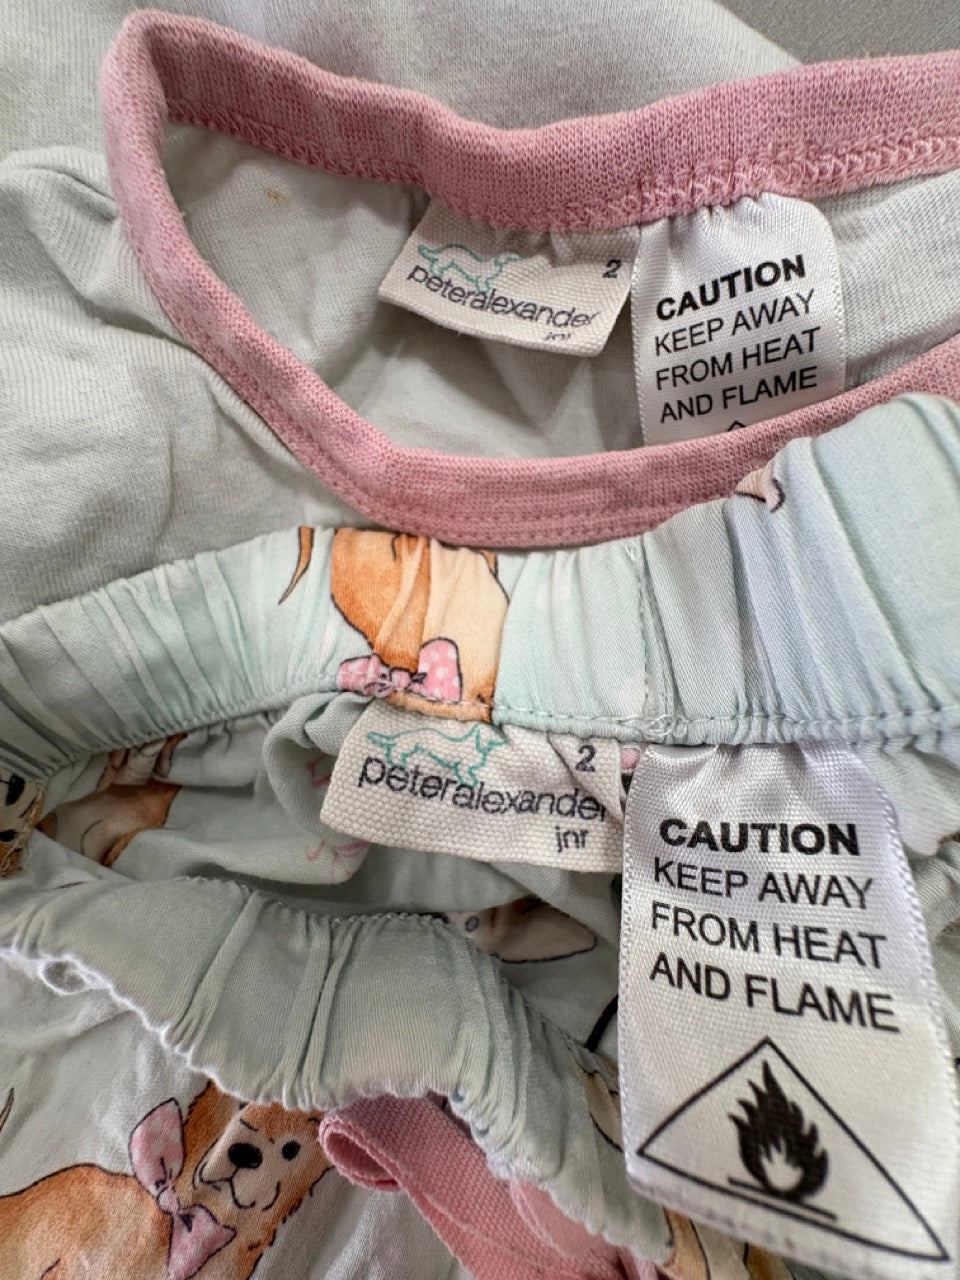 2
peteralexander
jnr
CAUTION
KEEP AWAY
FROM HEAT
AND FLAME
2
peteralexander
jnr
CAUTION
KEEP AWAY
FROM HEAT
AND FLAME